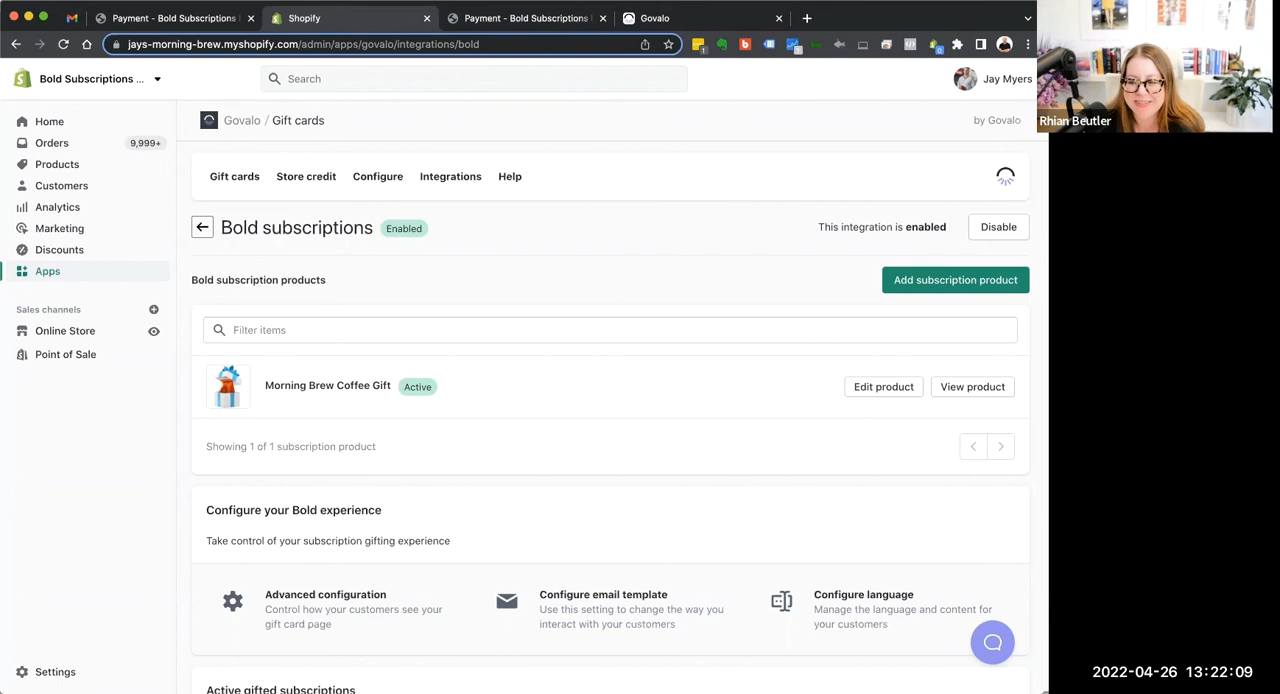 Payment - Bold Subscriptions
Shopify
Payment - Bold Subscriptions
Govalo
jays-morning-brew.myshopify.com/admin/apps/govalo/integrations/bold
Bold Subscriptions ...
Search
Jay Myers
Rhian Beutler
Home
Orders 9,999+
Products
Customers
Analytics
Marketing
Discounts
Apps
Sales channels
Online Store
Point of Sale
Settings
Govalo / Gift cards
by Govalo
Gift cards Store credit Configure Integrations Help
Bold subscriptions Enabled
This integration is enabled Disable
Bold subscription products
Add subscription product
Filter items
Morning Brew Coffee Gift Active
Edit product View product
Showing 1 of 1 subscription product
Configure your Bold experience
Take control of your subscription gifting experience
Advanced configuration
Control how your customers see your
gift card page
Configure email template
Use this setting to change the way you
interact with your customers
Configure language
Manage the language and content for
your customers
Active gifted subscriptions
2022-04-26 13:22:09